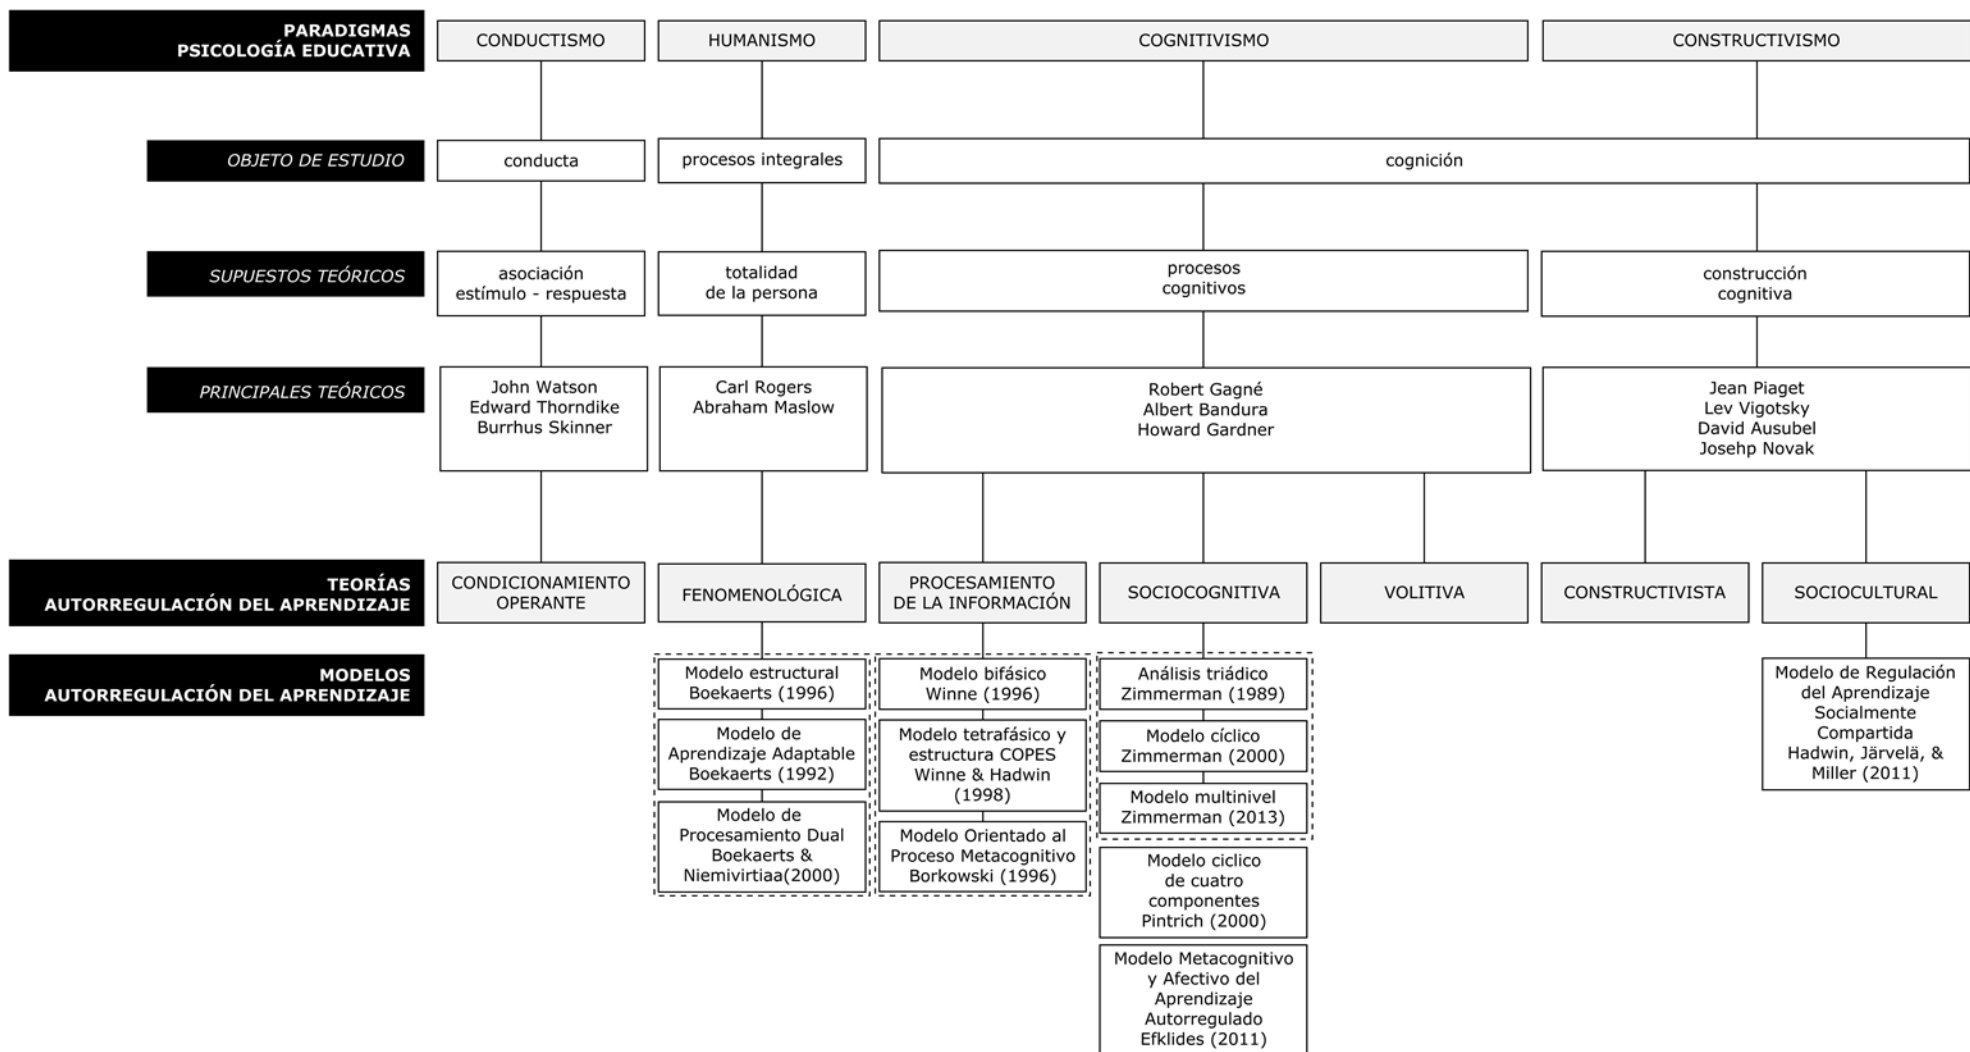 PARADIGMAS
PSICOLOGÍA EDUCATIVA
CONDUCTISMO
HUMANISMO
COGNITIVISMO
CONSTRUCTIVISMO
OBJETO DE ESTUDIO
conducta
procesos integrales
cognición
SUPUESTOS TEÓRICOS
asociación
estímulo - respuesta
totalidad
de la persona
procesos
cognitivos
construcción
cognitiva
PRINCIPALES TEÓRICOS
John Watson
Edward Thorndike
Burrhus Skinner
Carl Rogers
Abraham Maslow
Robert Gagné
Albert Bandura
Howard Gardner
Jean Piaget
Lev Vigotsky
David Ausubel
Josehp Novak
TEORÍAS
AUTORREGULACIÓN DEL APRENDIZAJE
CONDICIONAMIENTO
OPERANTE
FENOMENOLÓGICA
PROCESAMIENTO
DE LA INFORMACIÓN
SOCIOCOGNITIVA
VOLITIVA
CONSTRUCTIVISTA
SOCIOCULTURAL
MODELOS
AUTORREGULACIÓN DEL APRENDIZAJE
Modelo estructural
Boekaerts (1996)
Modelo de
Aprendizaje Adaptable
Boekaerts (1992)
Modelo de
Procesamiento Dual
Boekaerts &
Niemivirtiaa(2000)
Modelo bifásico
Winne (1996)
Modelo tetrafásico y
estructura COPES
Winne & Hadwin
(1998)
Modelo Orientado al
Proceso Metacognitivo
Borkowski (1996)
Análisis triádico
Zimmerman (1989)
Modelo cíclico
Zimmerman (2000)
Modelo multinivel
Zimmerman (2013)
Modelo ciclico
de cuatro
componentes
Pintrich (2000)
Modelo Metacognitivo
y Afectivo del
Aprendizaje
Autorregulado
Efklides (2011)
Modelo de Regulación
del Aprendizaje
Socialmente
Compartida
Hadwin, Järvelä, &
Miller (2011)